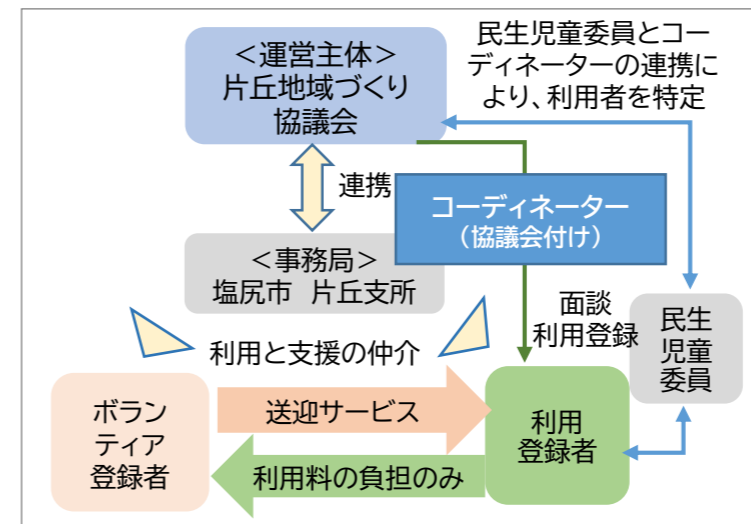 ＜運営主体＞
片丘地域づくり
協議会
民生児童委員とコー
ディネーターの連携に
より、利用者を特定
連携
コーディネーター
（協議会付け）
＜事務局＞
塩尻市　片丘支所
面談
利用登録
民生
児童
委員
利用と支援の仲介
ボラン
ティア
登録者
送迎サービス
利用料の負担のみ
利用
登録者